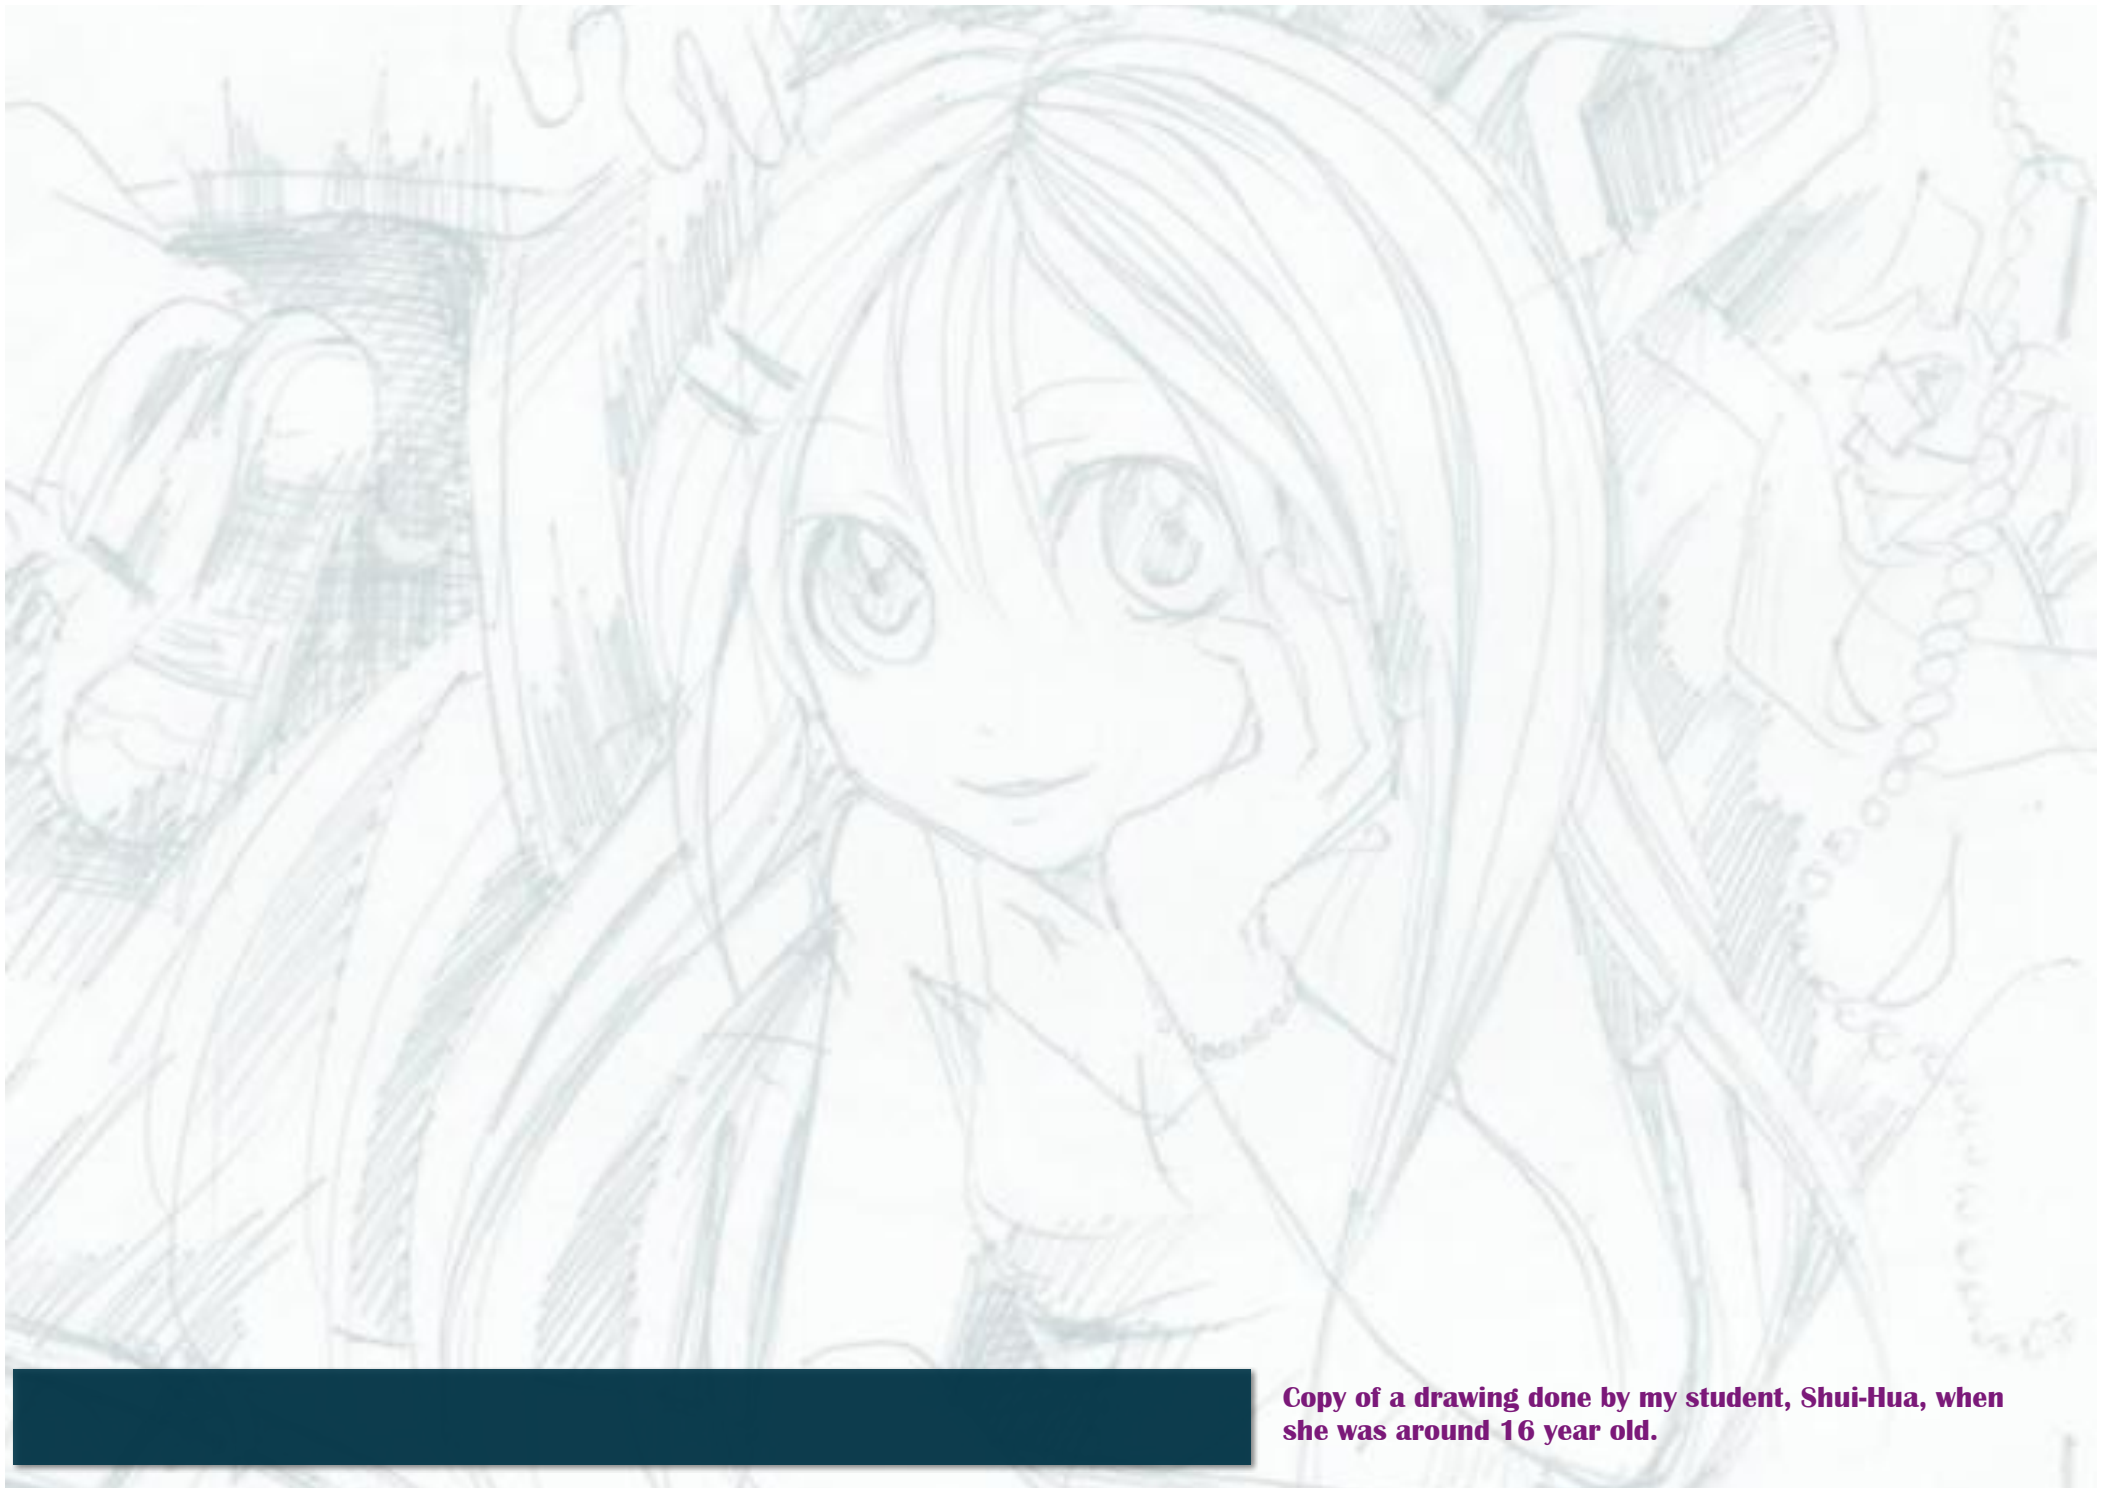 Copy of a drawing done by my student, Shui-Hua, when
she was around 16 year old.